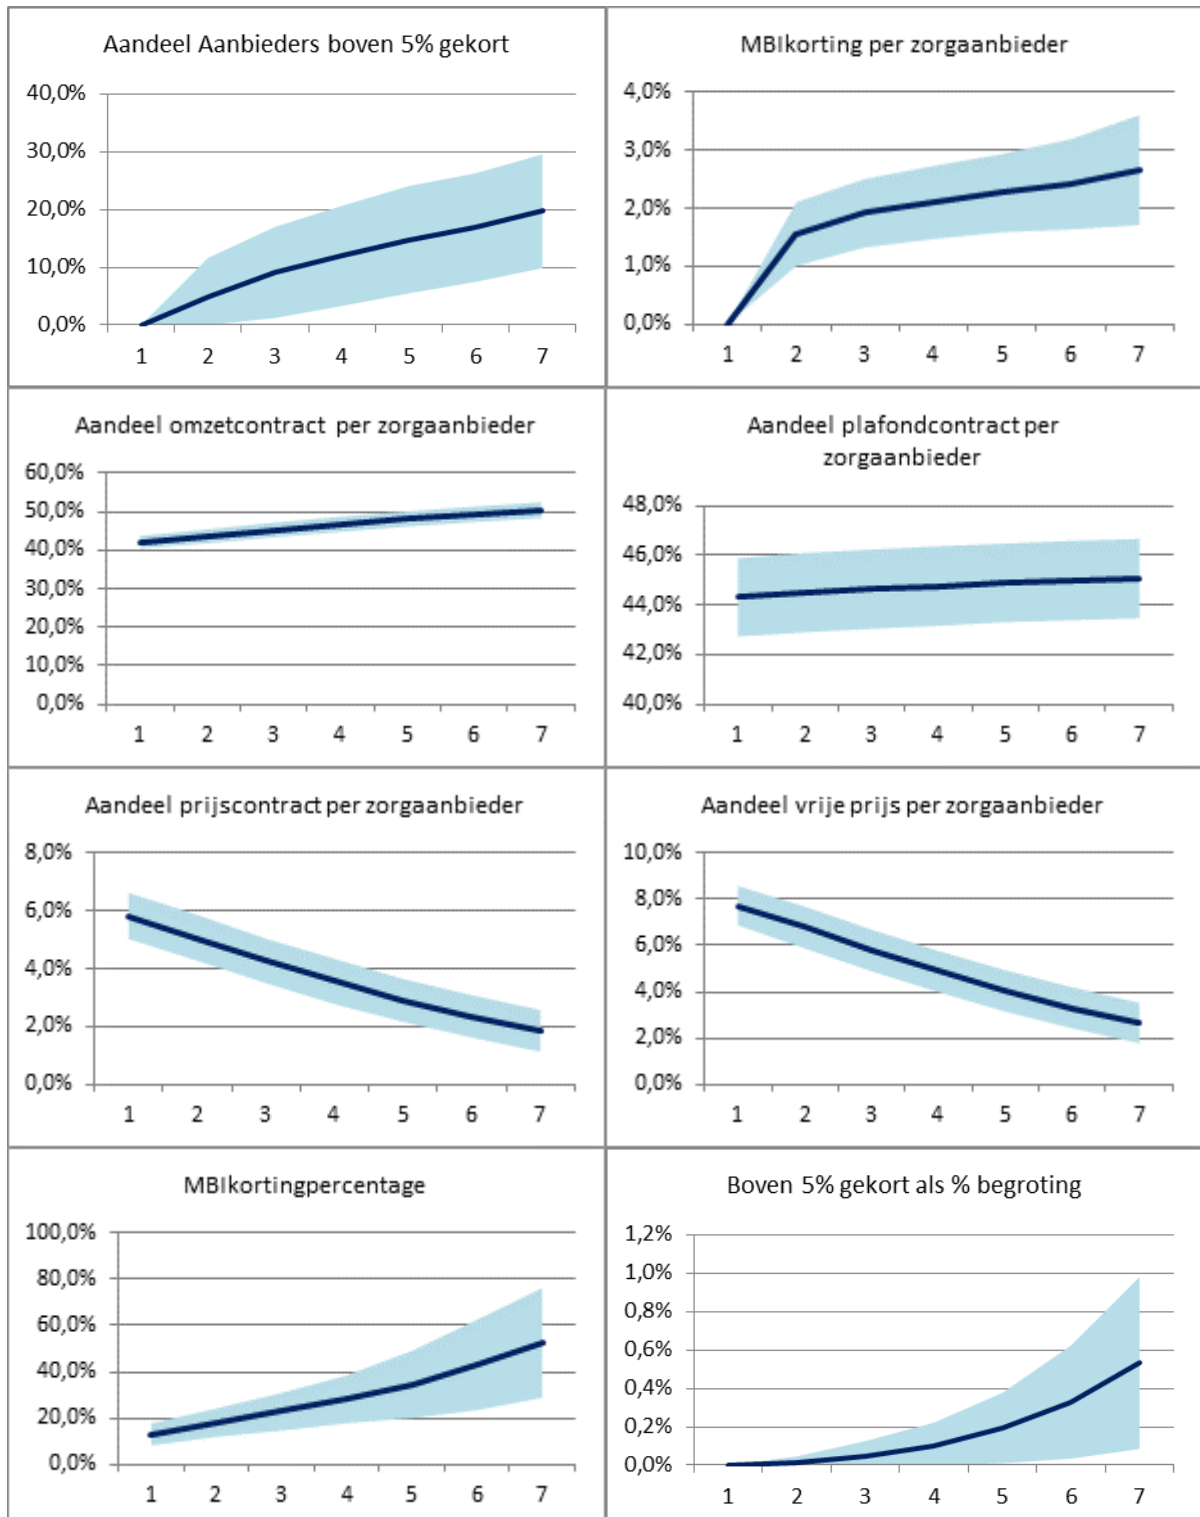 Aandeel Aanbieders boven 5% gekort
40,0%
30,0%
20,0%
10,0%
0,0%
1 2 3 4 5 6 7
MBIkorting per zorgaanbieder
4,0%
3,0%
2,0%
1,0%
0,0%
1 2 3 4 5 6 7
Aandeel omzetcontract per zorgaanbieder
60,0%
50,0%
40,0%
30,0%
20,0%
10,0%
0,0%
1 2 3 4 5 6 7
Aandeel plafondcontract per
zorgaanbieder
48,0%
46,0%
44,0%
42,0%
40,0%
1 2 3 4 5 6 7
Aandeel prijscontract per zorgaanbieder
8,0%
6,0%
4,0%
2,0%
0,0%
1 2 3 4 5 6 7
Aandeel vrije prijs per zorgaanbieder
10,0%
8,0%
6,0%
4,0%
2,0%
0,0%
1 2 3 4 5 6 7
MBIkortingpercentage
100,0%
80,0%
60,0%
40,0%
20,0%
0,0%
1 2 3 4 5 6 7
Boven 5% gekort als % begroting
1,2%
1,0%
0,8%
0,6%
0,4%
0,2%
0,0%
1 2 3 4 5 6 7